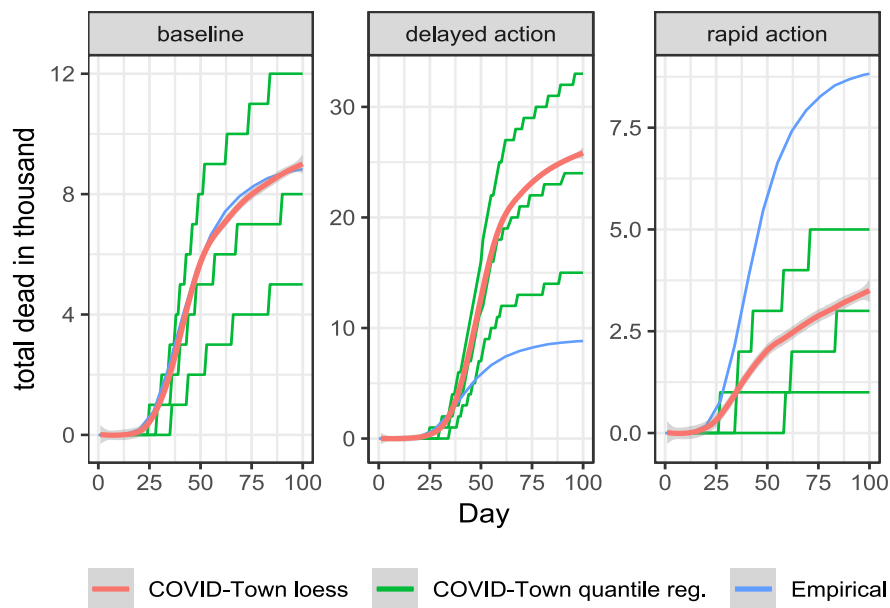 baseline
delayed action
rapid action
total dead in thousand
12
8
4
0
30
20
10
0
7.5
5.0
2.5
0.0
0 25 50 75 100
0 25 50 75 100
0 25 50 75 100
Day
COVID-Town loess
COVID-Town quantile reg.
Empirical